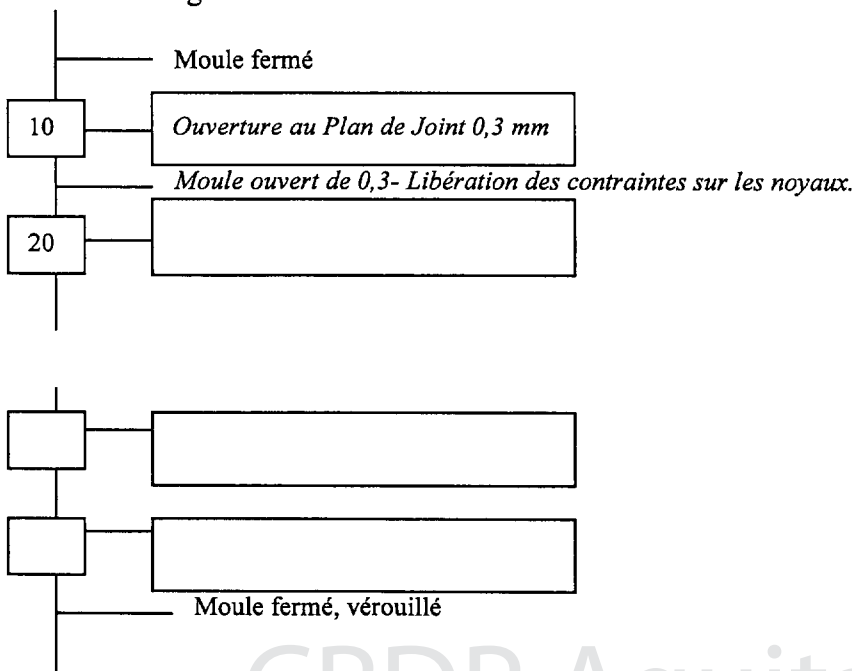 Moule fermé
10
Ouverture au Plan de Joint 0,3 mm
Moule ouvert de 0,3- Libération des contraintes sur les noyaux.
20
Moule fermé, vérouillé